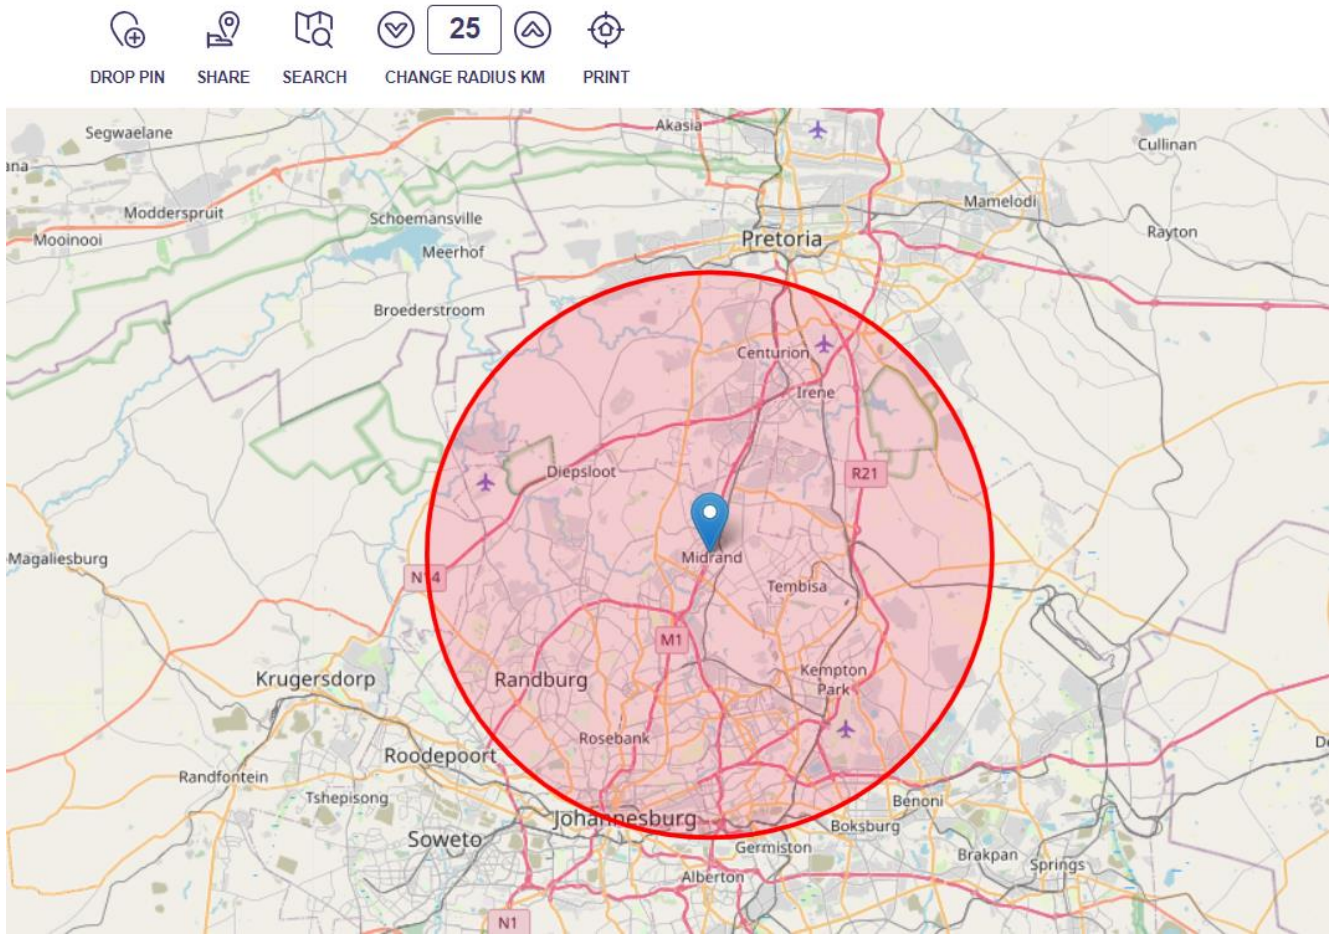 25
DROP PIN
SHARE
SEARCH
CHANGE RADIUS KM
PRINT
Segwaelane
Akasia
Cullinan
ana
Modderspruit
Schoemansville
Mamelodi
Mooinooi
Meerhof
Pretoria
Rayton
Broederstroom
Centurion
Irene
Diepsloot
R21
Magaliesburg
Midrand
N14
Tembisa
M1
Krugersdorp
Randburg
Kempton
Park
Rosebank
De
Roodepoort
Randfontein
Tshepisong
Johannesburg
Benoni
Soweto
Boksburg
Germiston
Brakpan
Springs
Alberton
N1